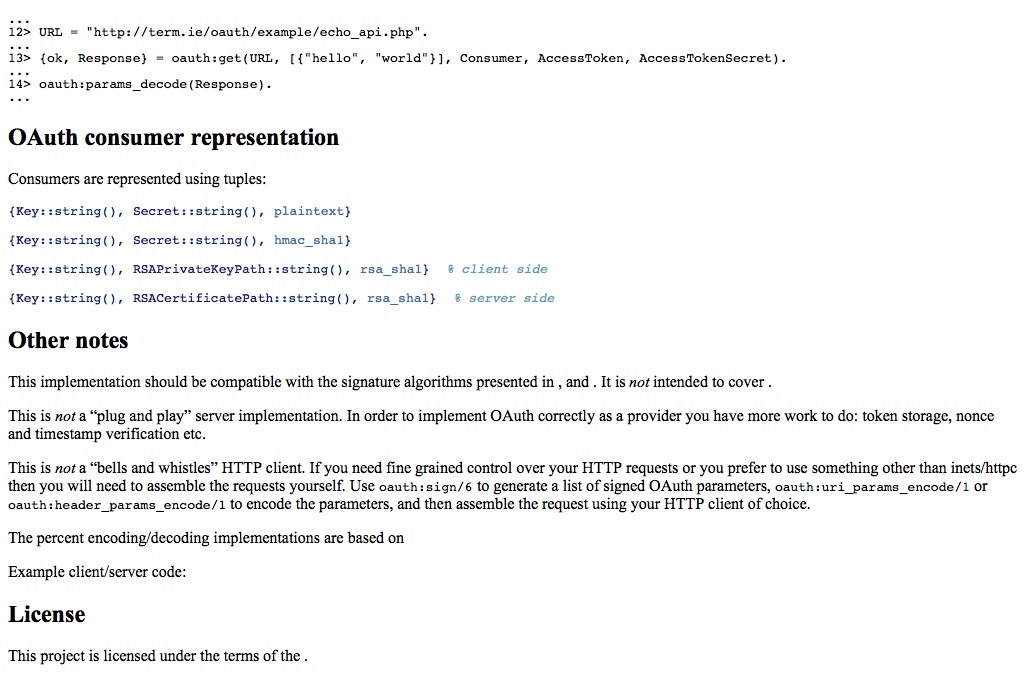 ...
12> URL = "http://term.ie/oauth/example/echo_api.php".
...
13> {ok, Response} = oauth:get(URL, [{"hello", "world"}], Consumer, AccessToken, AccessTokenSecret).
...
14> oauth:params_decode(Response).
...
OAuth consumer representation
Consumers are represented using tuples:
{Key::string(), Secret::string(), plaintext}
{Key::string(), Secret::string(), hmac_sha1}
{Key::string(), RSAPrivateKeyPath::string(), rsa_sha1}  % client side
{Key::string(), RSACertificatePath::string(), rsa_sha1}  % server side
Other notes
This implementation should be compatible with the signature algorithms presented in , and . It is not intended to cover .
This is not a “plug and play” server implementation. In order to implement OAuth correctly as a provider you have more work to do: token storage, nonce
and timestamp verification etc.
This is not a “bells and whistles” HTTP client. If you need fine grained control over your HTTP requests or you prefer to use something other than inets/httpc
then you will need to assemble the requests yourself. Use oauth:sign/6 to generate a list of signed OAuth parameters, oauth:uri_params_encode/1 or
oauth:header_params_encode/1 to encode the parameters, and then assemble the request using your HTTP client of choice.
The percent encoding/decoding implementations are based on
Example client/server code:
License
This project is licensed under the terms of the .